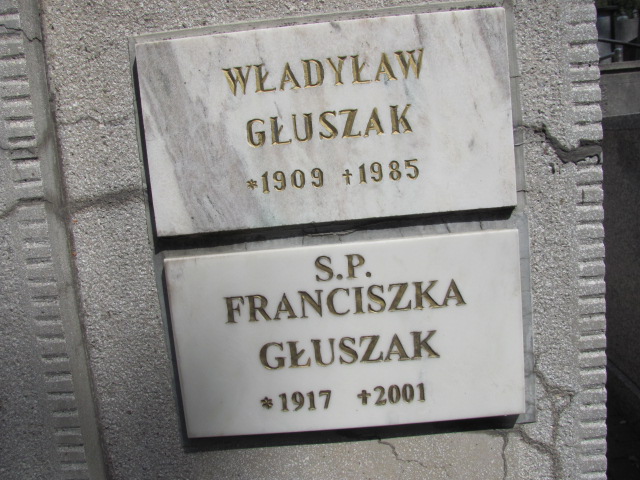 WŁADYŁAW
GŁUSZAK
*1909 †1985
S.P.
FRANCISZKA
GŁUSZAK
*1917 †2001